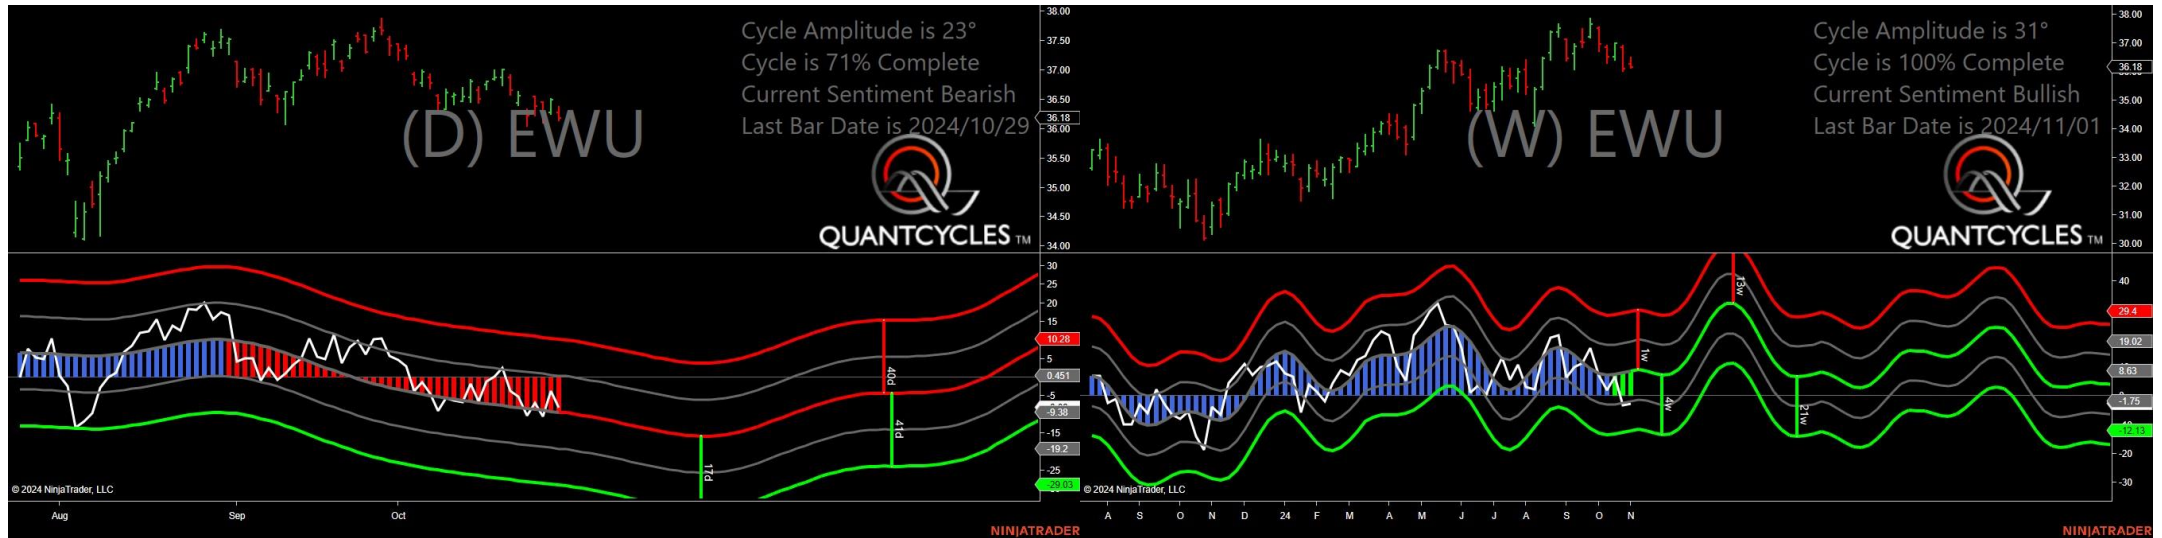 Cycle Amplitude is 23°
Cycle is 71% Complete
Current Sentiment Bearish
Last Bar Date is 2024/10/29
(D) EWU
QUANTCYCLES TM
38.00
37.50
37.00
36.50
36.18
36.00
35.50
35.00
34.50
34.00
30
25
20
15
10.28
5
0.451
-5
-9.38
-15
-19.2
-25
-29.03
40d
41d
17d
© 2024 NinjaTrader, LLC
Aug
Sep
Oct
NINJATRADER
Cycle Amplitude is 31°
Cycle is 100% Complete
Current Sentiment Bullish
Last Bar Date is 2024/11/01
(W) EWU
QUANTCYCLES TM
38.00
37.00
36.18
35.00
34.00
33.00
32.00
31.00
30.00
40
29.4
19.02
8.63
-1.75
-12.13
-20
-30
13w
1w
4w
21w
© 2024 NinjaTrader, LLC
A S O N D 24 F M A M J J A S O N
NINJATRADER